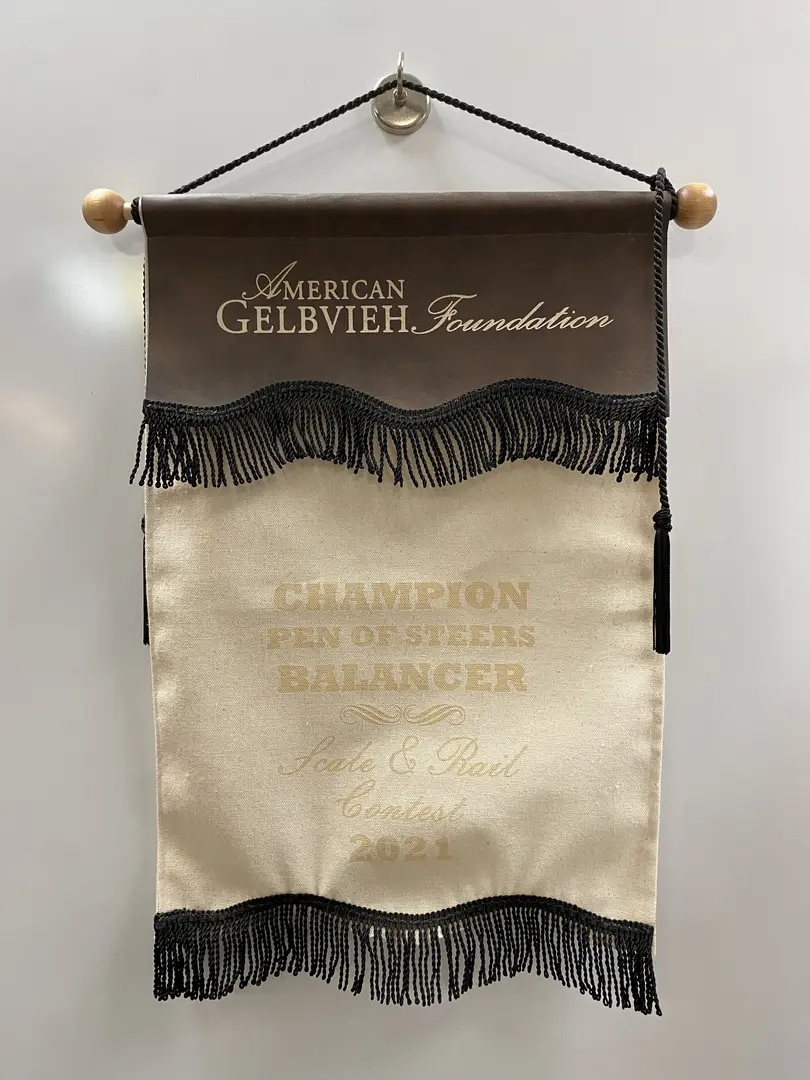 AMERICAN
GELBVIEH Foundation
CHAMPION
PEN OF STEERS
BALANCER
Scale & Rail
Contest
2021